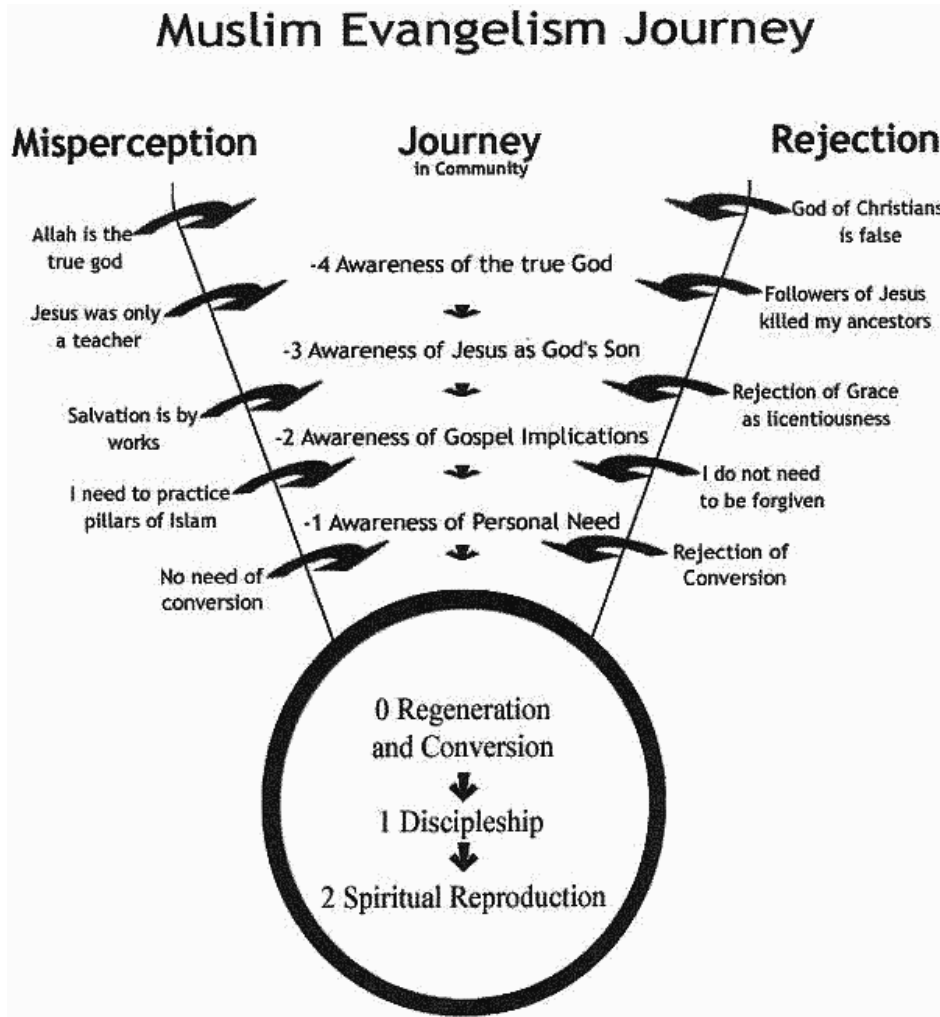 Muslim Evangelism Journey
Misperception
Journey
in Community
Rejection
Allah is the
true god
God of Christians
is false
-4 Awareness of the true God
Jesus was only
a teacher
Followers of Jesus
killed my ancestors
-3 Awareness of Jesus as God's Son
Salvation is by
works
Rejection of Grace
as licentiousness
-2 Awareness of Gospel Implications
I need to practice
pillars of Islam
I do not need
to be forgiven
-1 Awareness of Personal Need
No need of
conversion
Rejection of
Conversion
0 Regeneration
and Conversion
1 Discipleship
2 Spiritual Reproduction